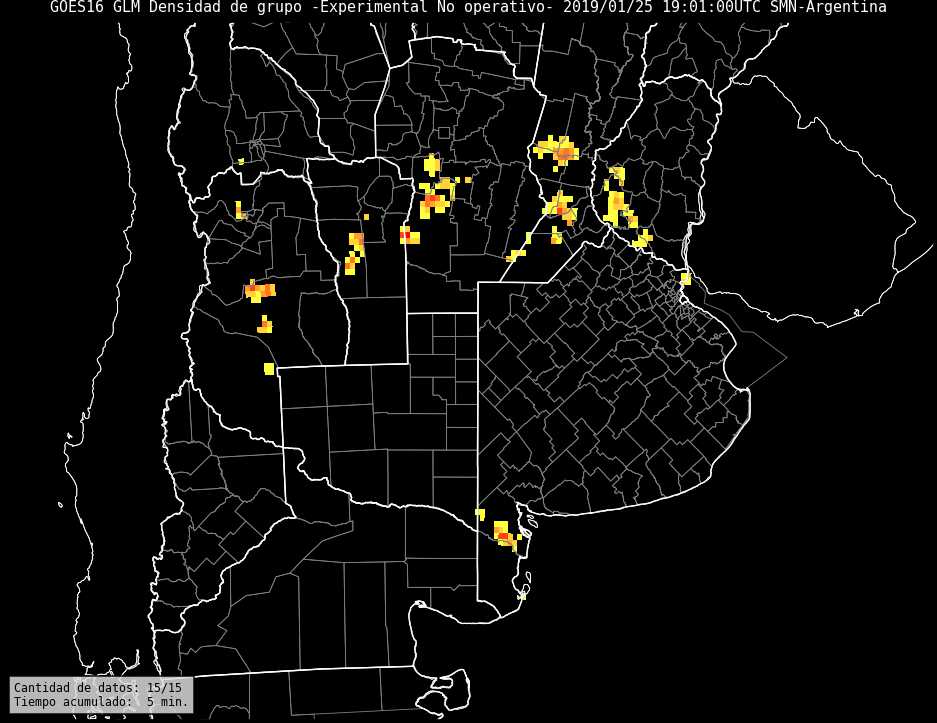 GOES16 GLM Densidad de grupo -Experimental No operativo- 2019/01/25 19:01:00UTC SMN-Argentina
Cantidad de datos: 15/15
Tiempo acumulado:  5 min.